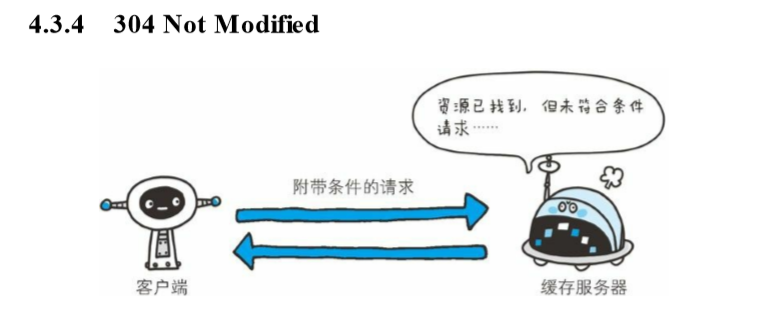 4.3.4 304 Not Modified
资源已找到，但未符合条件
请求……
附带条件的请求
客户端
缓存服务器